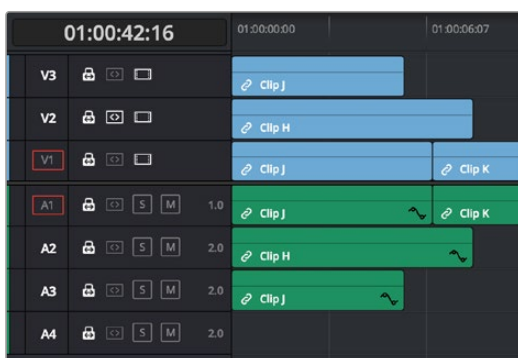 01:00:42:16
01:00:00:00
01:00:06:07
V3
Clip J
V2
Clip H
V1
Clip J
Clip K
A1
S
M
1.0
Clip J
Clip K
A2
S
M
2.0
Clip H
A3
S
M
2.0
Clip J
A4
S
M
2.0